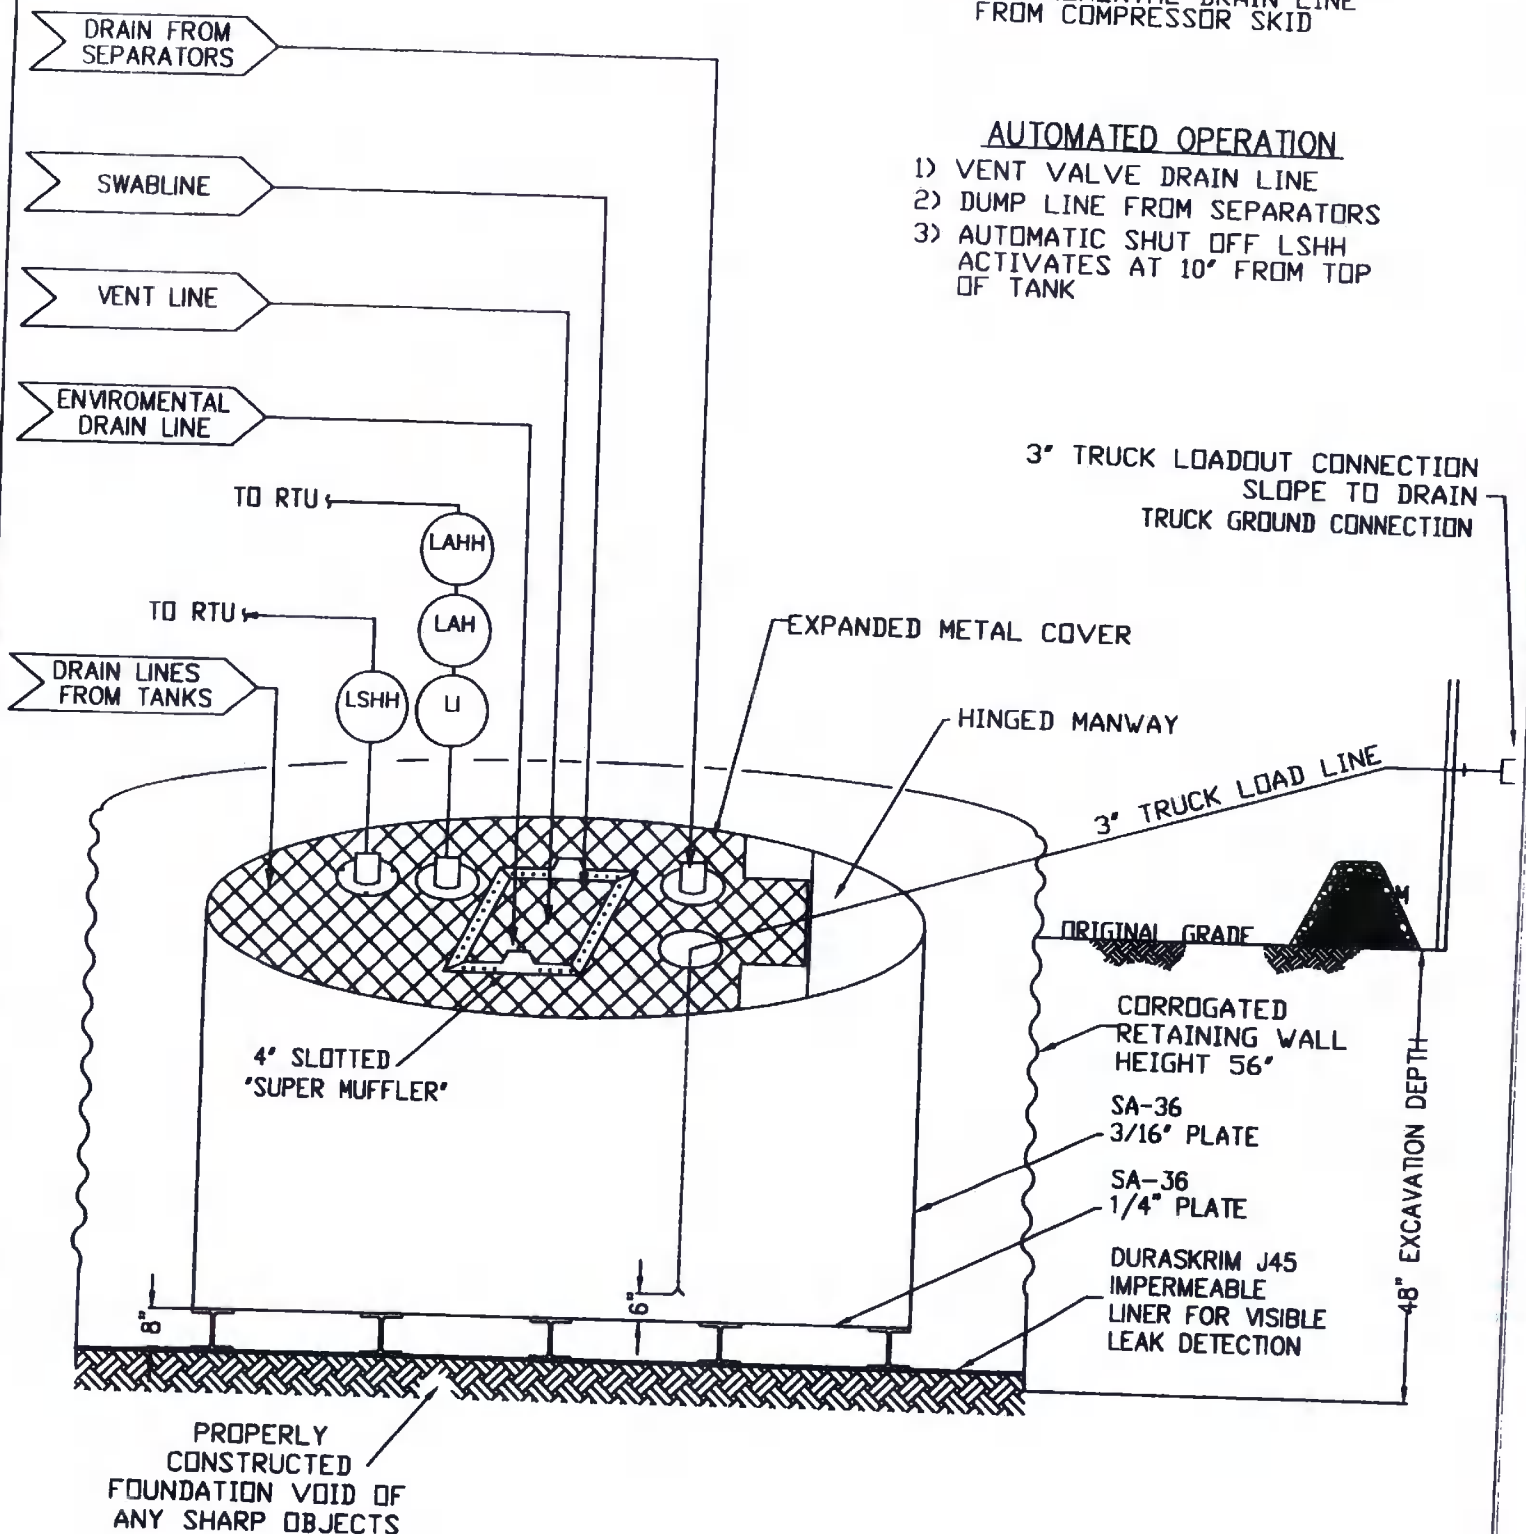 DRAIN LINE
FROM COMPRESSOR SKID
DRAIN FROM
SEPARATORS
AUTOMATED OPERATION
1) VENT VALVE DRAIN LINE
2) DUMP LINE FROM SEPARATORS
3) AUTOMATIC SHUT OFF LSHH
ACTIVATES AT 10" FROM TOP
OF TANK
SWABLINE
VENT LINE
ENVIROMENTAL
DRAIN LINE
3" TRUCK LOADOUT CONNECTION
SLOPE TO DRAIN
TRUCK GROUND CONNECTION
TO RTU
LAHH
TO RTU
LAH
EXPANDED METAL COVER
DRAIN LINES
FROM TANKS
LSHH
LI
HINGED MANWAY
3" TRUCK LOAD LINE
ORIGINAL GRADE
M
4" SLOTTED
"SUPER MUFFLER"
CORROGATED
RETAINING WALL
HEIGHT 56"
SA-36
3/16" PLATE
SA-36
1/4" PLATE
DURASKRIM J45
IMPERMEABLE
LINER FOR VISIBLE
LEAK DETECTION
48" EXCAVATION DEPTH
8"
6"
PROPERLY
CONSTRUCTED
FOUNDATION VOID OF
ANY SHARP OBJECTS